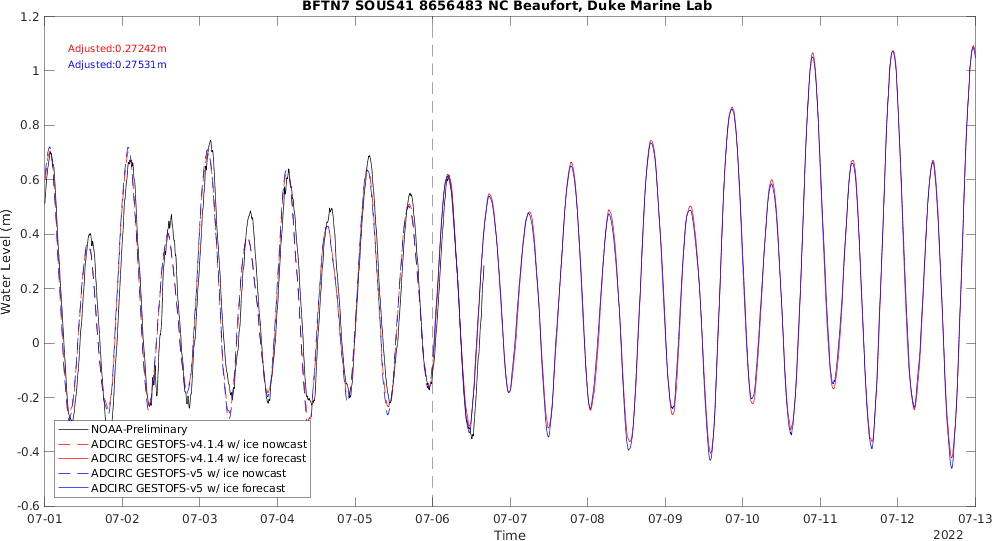 BFTN7 SOUS41 8656483 NC Beaufort, Duke Marine Lab
Adjusted:0.27242m
Adjusted:0.27531m
1.2
1
0.8
0.6
0.4
0.2
0
-0.2
-0.4
-0.6
Water Level (m)
NOAA-Preliminary
ADCIRC GESTOFS-v4.1.4 w/ ice nowcast
ADCIRC GESTOFS-v4.1.4 w/ ice forecast
ADCIRC GESTOFS-v5 w/ ice nowcast
ADCIRC GESTOFS-v5 w/ ice forecast
07-01 07-02 07-03 07-04 07-05 07-06 07-07 07-08 07-09 07-10 07-11 07-12 07-13
Time
2022